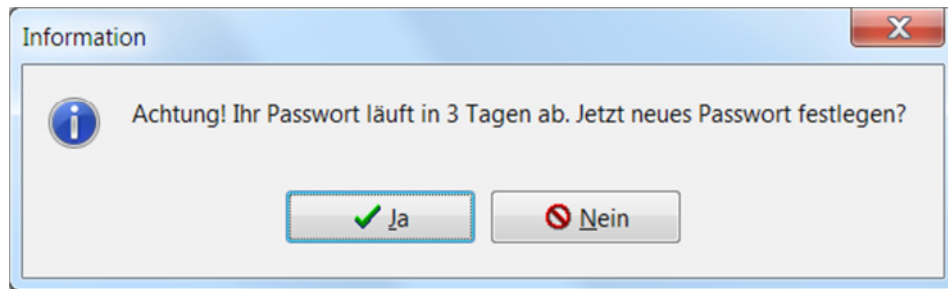 Information
Achtung! Ihr Passwort läuft in 3 Tagen ab. Jetzt neues Passwort festlegen?
Ja
Nein